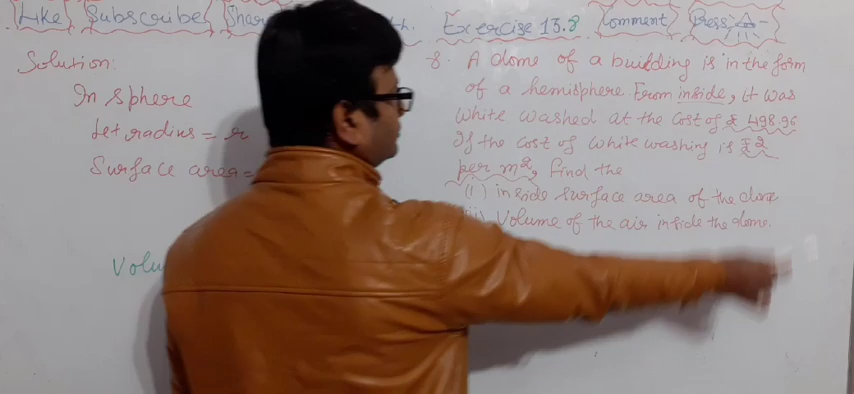 Like Subscribe Shar th. Exercise 13.8 Comment Press
Solution:
In sphere
let radius = r
Surface area =
Volu
8. A dome of a building is in the form
of a hemisphere From inside, it was
white washed at the cost of ₹ 498.96
If the cost of white washing is ₹2
per m², find the
(i) inside surface area of the dome
(ii) Volume of the air inside the dome.